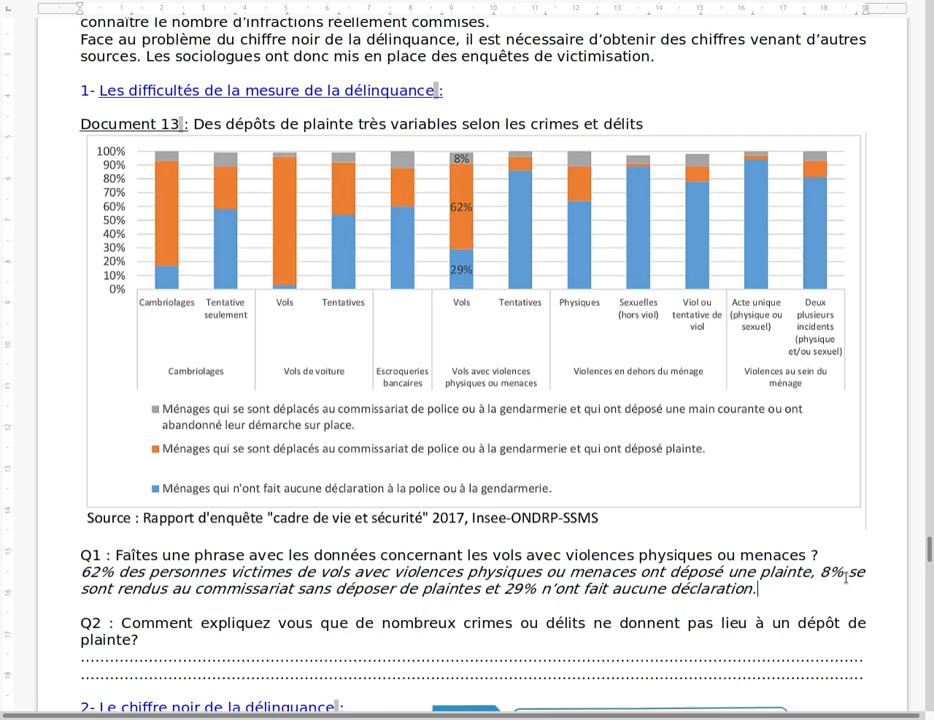 connaître le nombre d'infractions réellement commises.
Face au problème du chiffre noir de la délinquance, il est nécessaire d'obtenir des chiffres venant d'autres
sources. Les sociologues ont donc mis en place des enquêtes de victimisation.
1- Les difficultés de la mesure de la délinquance :
Document 13 : Des dépôts de plainte très variables selon les crimes et délits
100%
90%
80%
70%
60%
50%
40%
30%
20%
10%
0%
8%
62%
29%
Cambriolages
Tentative
seulement
Vols
Tentatives
Vols
Tentatives
Physiques
Sexuelles
(hors viol)
Viol ou
tentative de
viol
Acte unique
(physique ou
sexuel)
Deux
plusieurs
incidents
(physique
et/ou sexuel)
Cambriolages
Vols de voiture
Escroqueries
bancaires
Vols avec violences
physiques ou menaces
Violences en dehors du ménage
Violences au sein du
ménage
Ménages qui se sont déplacés au commissariat de police ou à la gendarmerie et qui ont déposé une main courante ou ont
abandonné leur démarche sur place.
Ménages qui se sont déplacés au commissariat de police ou à la gendarmerie et qui ont déposé plainte.
Ménages qui n'ont fait aucune déclaration à la police ou à la gendarmerie.
Source : Rapport d'enquête "cadre de vie et sécurité" 2017, Insee-ONDRP-SSMS
Q1 : Faîtes une phrase avec les données concernant les vols avec violences physiques ou menaces ?
62% des personnes victimes de vols avec violences physiques ou menaces ont déposé une plainte, 8% se
sont rendus au commissariat sans déposer de plaintes et 29% n'ont fait aucune déclaration.
Q2 : Comment expliquez vous que de nombreux crimes ou délits ne donnent pas lieu à un dépôt de
plainte?
2- Le chiffre noir de la délinquance :